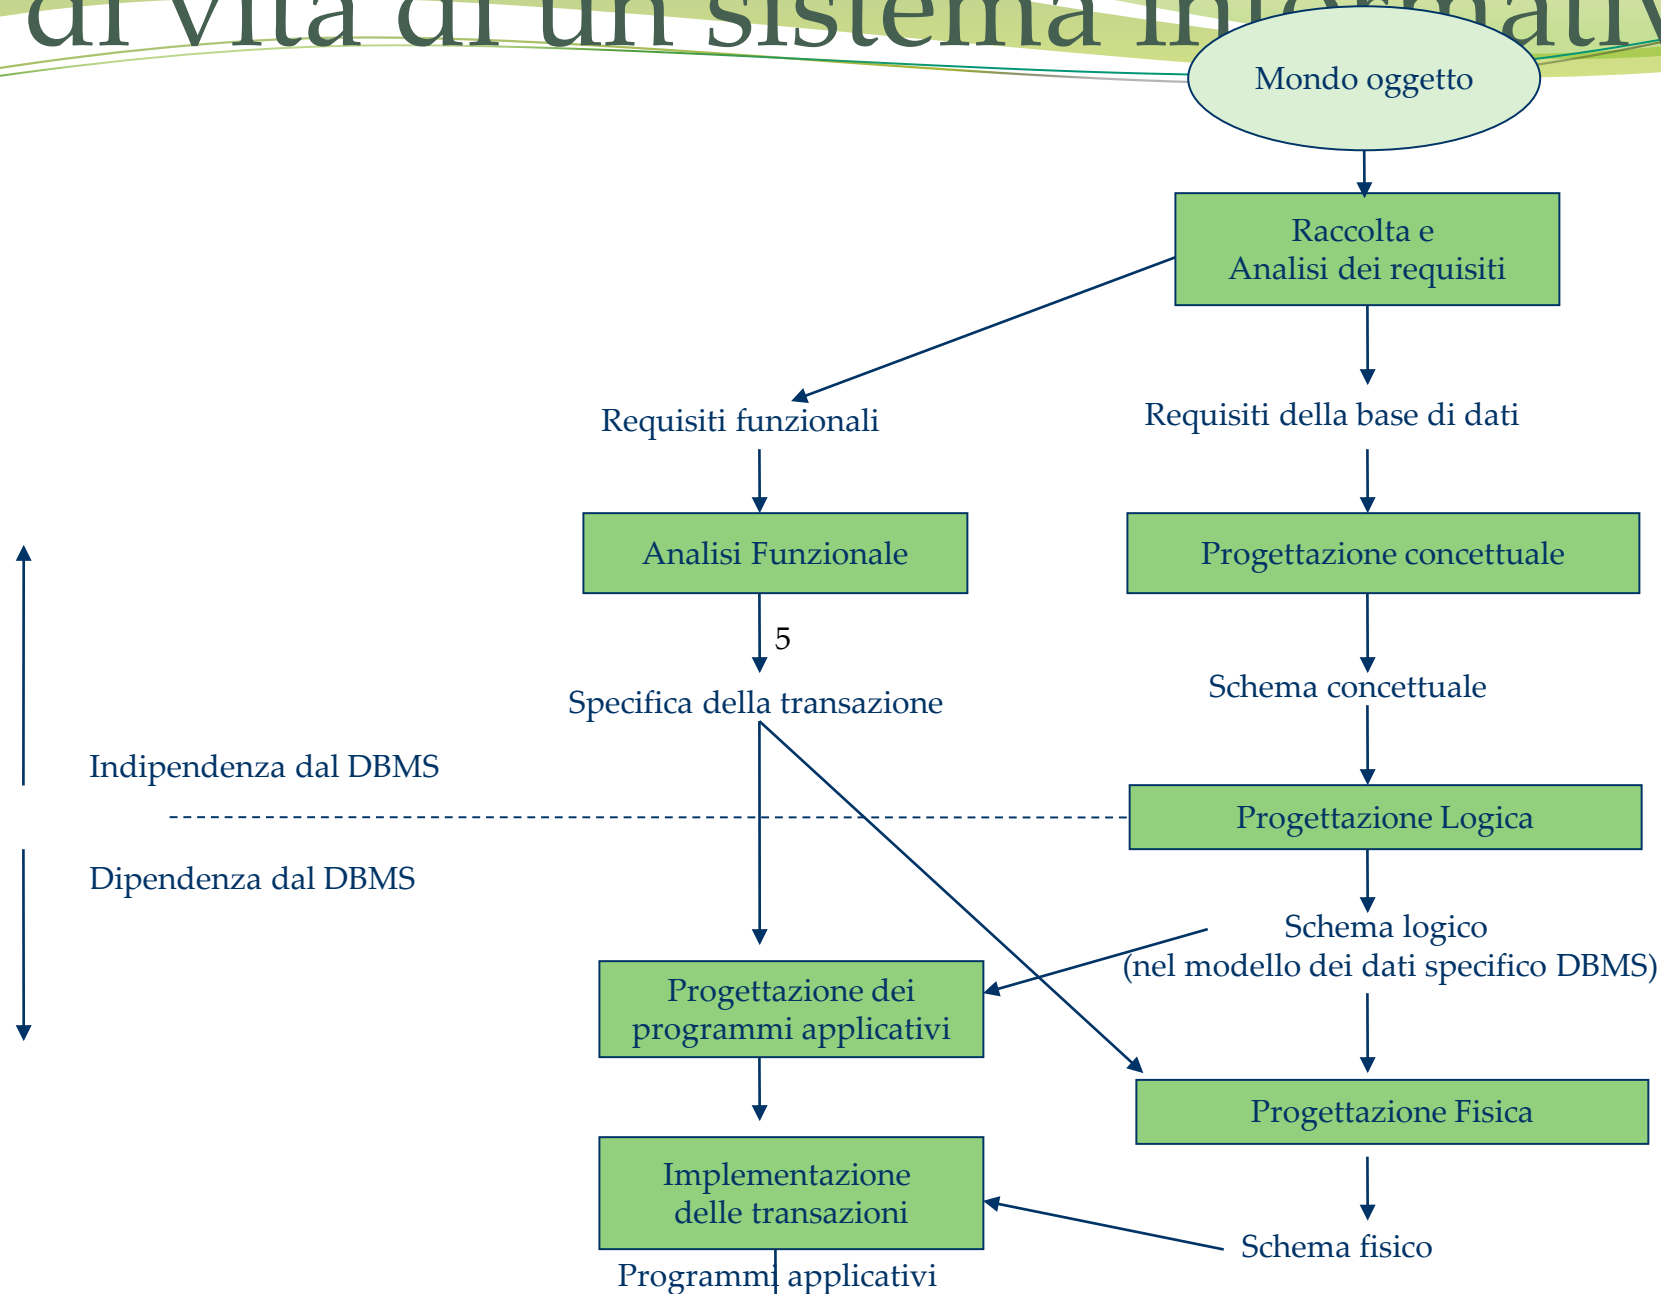 di vita di un sistema
Mondo oggetto
Raccolta e
Analisi dei requisiti
Requisiti funzionali
Requisiti della base di dati
Analisi Funzionale
Progettazione concettuale
5
Specifica della transazione
Schema concettuale
Indipendenza dal DBMS
Progettazione Logica
Dipendenza dal DBMS
Schema logico
(nel modello dei dati specifico DBMS)
Progettazione dei
programmi applicativi
Progettazione Fisica
Implementazione
delle transazioni
Schema fisico
Programmi applicativi